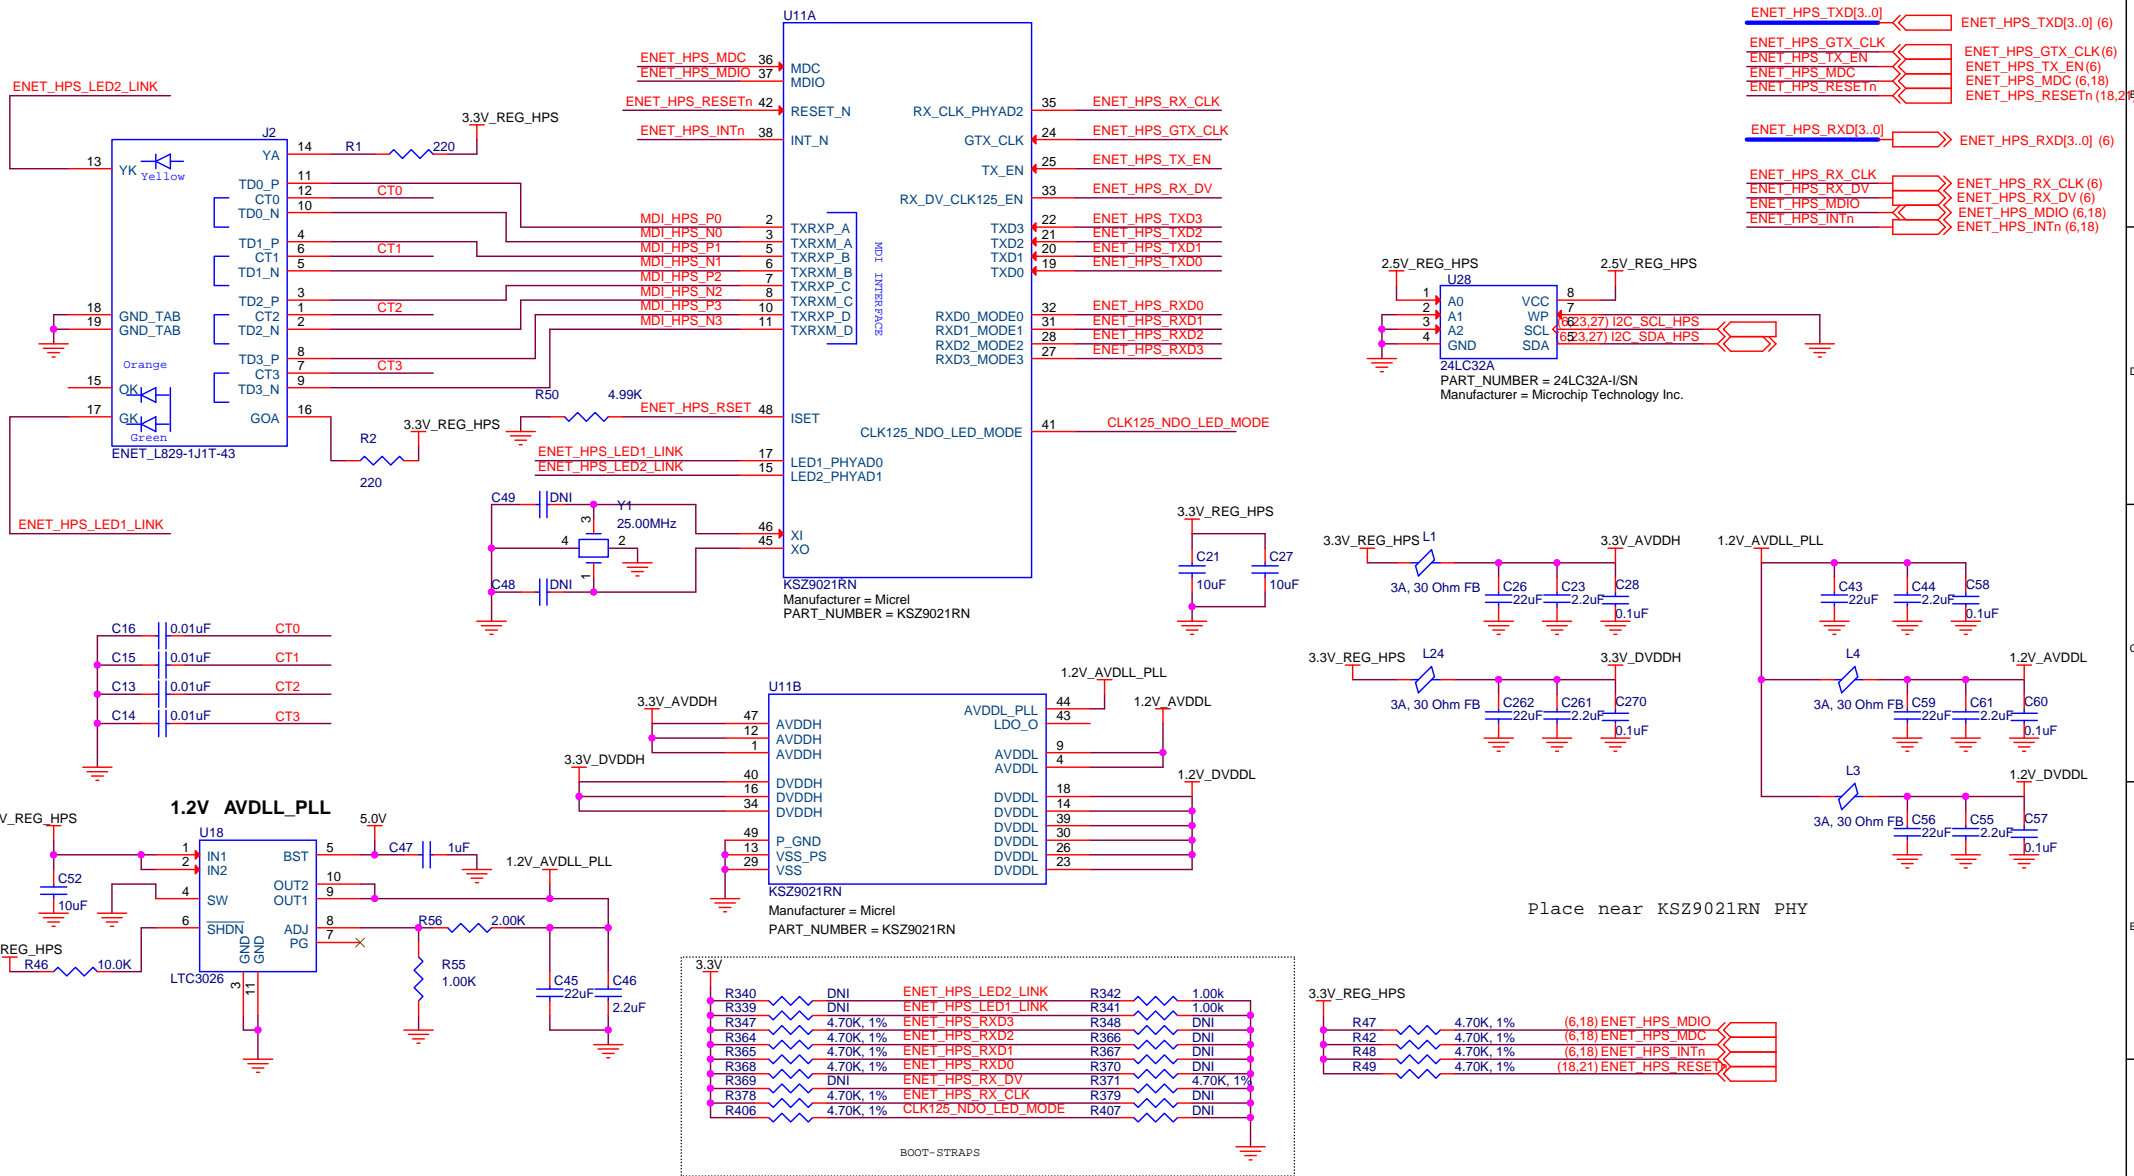 ENET_HPS_LED2_LINK
J2
13
YK
Yellow
14
YA
R1
220
3.3V_REG_HPS
TD0_P
11
CT0
12
CT0
TD0_N
10
TD1_P
4
CT1
6
CT1
TD1_N
5
TD2_P
3
CT2
1
CT2
TD2_N
2
TD3_P
8
CT3
7
CT3
TD3_N
9
18
GND_TAB
19
GND_TAB
Orange
15
OK
17
GK
Green
GOA
16
R2
220
3.3V_REG_HPS
ENET_L829-1J1T-43
ENET_HPS_LED1_LINK
U11A
ENET_HPS_MDC 36 MDC
ENET_HPS_MDIO 37 MDIO
ENET_HPS_RESETn 42 RESET_N
ENET_HPS_INTn 38 INT_N
MDI_HPS_P0 2 TXRXP_A
MDI_HPS_N0 3 TXRXM_A
MDI_HPS_P1 5 TXRXP_B
MDI_HPS_N1 6 TXRXM_B
MDI_HPS_P2 7 TXRXP_C
MDI_HPS_N2 8 TXRXM_C
MDI_HPS_P3 10 TXRXP_D
MDI_HPS_N3 11 TXRXM_D
MDI INTERFACE
R50 4.99K
ENET_HPS_RSET 48 ISET
ENET_HPS_LED1_LINK 17 LED1_PHYAD0
ENET_HPS_LED2_LINK 15 LED2_PHYAD1
C49 DNI
Y1
25.00MHz
3
4
2
1
C48 DNI
46 XI
45 XO
RX_CLK_PHYAD2 35 ENET_HPS_RX_CLK
GTX_CLK 24 ENET_HPS_GTX_CLK
TX_EN 25 ENET_HPS_TX_EN
RX_DV_CLK125_EN 33 ENET_HPS_RX_DV
TXD3 22 ENET_HPS_TXD3
TXD2 21 ENET_HPS_TXD2
TXD1 20 ENET_HPS_TXD1
TXD0 19 ENET_HPS_TXD0
RXD0_MODE0 32 ENET_HPS_RXD0
RXD1_MODE1 31 ENET_HPS_RXD1
RXD2_MODE2 28 ENET_HPS_RXD2
RXD3_MODE3 27 ENET_HPS_RXD3
CLK125_NDO_LED_MODE 41 CLK125_NDO_LED_MODE
KSZ9021RN
Manufacturer = Micrel
PART_NUMBER = KSZ9021RN
ENET_HPS_TXD[3..0] ENET_HPS_TXD[3..0] (6)
ENET_HPS_GTX_CLK ENET_HPS_GTX_CLK(6)
ENET_HPS_TX_EN ENET_HPS_TX_EN(6)
ENET_HPS_MDC ENET_HPS_MDC (6,18)
ENET_HPS_RESETn ENET_HPS_RESETn (18,21)
ENET_HPS_RXD[3..0] ENET_HPS_RXD[3..0] (6)
ENET_HPS_RX_CLK ENET_HPS_RX_CLK (6)
ENET_HPS_RX_DV ENET_HPS_RX_DV (6)
ENET_HPS_MDIO ENET_HPS_MDIO (6,18)
ENET_HPS_INTn ENET_HPS_INTn (6,18)
2.5V_REG_HPS
2.5V_REG_HPS
U28
1 A0 VCC 8
2 A1 WP 7
3 A2 SCL 6 (6,23,27) I2C_SCL_HPS
4 GND SDA 5 (6,23,27) I2C_SDA_HPS
24LC32A
PART_NUMBER = 24LC32A-I/SN
Manufacturer = Microchip Technology Inc.
3.3V_REG_HPS
C21
10uF
C27
10uF
3.3V_REG_HPS L1 3.3V_AVDDH
3A, 30 Ohm FB
C26
22uF
C23
2.2uF
C28
0.1uF
3.3V_REG_HPS L24 3.3V_DVDDH
3A, 30 Ohm FB
C262
22uF
C261
2.2uF
C270
0.1uF
1.2V_AVDLL_PLL
C43
22uF
C44
2.2uF
C58
0.1uF
L4 1.2V_AVDDL
3A, 30 Ohm FB
C59
22uF
C61
2.2uF
C60
0.1uF
L3 1.2V_DVDDL
3A, 30 Ohm FB
C56
22uF
C55
2.2uF
C57
0.1uF
Place near KSZ9021RN PHY
C16 0.01uF CT0
C15 0.01uF CT1
C13 0.01uF CT2
C14 0.01uF CT3
U11B
3.3V_AVDDH
47 AVDDH
12 AVDDH
1 AVDDH
3.3V_DVDDH
40 DVDDH
16 DVDDH
34 DVDDH
49 P_GND
13 VSS_PS
29 VSS
1.2V_AVDLL_PLL
AVDDL_PLL 44
LDO_O 43
1.2V_AVDDL
AVDDL 9
AVDDL 4
1.2V_DVDDL
DVDDL 18
DVDDL 14
DVDDL 39
DVDDL 30
DVDDL 26
DVDDL 23
KSZ9021RN
Manufacturer = Micrel
PART_NUMBER = KSZ9021RN
1.2V AVDLL_PLL
V_REG_HPS
U18
1 IN1
2 IN2
4 SW
6 SHDN
C52
10uF
REG_HPS
R46 10.0K
BST 5
5.0V
C47 1uF
OUT2 10
OUT1 9
ADJ 8
PG 7
GND 3
GND 11
LTC3026
1.2V_AVDLL_PLL
R56 2.00K
R55
1.00K
C45
22uF
C46
2.2uF
3.3V
R340 DNI ENET_HPS_LED2_LINK R342 1.00k
R339 DNI ENET_HPS_LED1_LINK R341 1.00k
R347 4.70K, 1% ENET_HPS_RXD3 R348 DNI
R364 4.70K, 1% ENET_HPS_RXD2 R366 DNI
R365 4.70K, 1% ENET_HPS_RXD1 R367 DNI
R368 4.70K, 1% ENET_HPS_RXD0 R370 DNI
R369 DNI ENET_HPS_RX_DV R371 4.70K, 1%
R378 4.70K, 1% ENET_HPS_RX_CLK R379 DNI
R406 4.70K, 1% CLK125_NDO_LED_MODE R407 DNI
BOOT-STRAPS
3.3V_REG_HPS
R47 4.70K, 1% (6,18) ENET_HPS_MDIO
R42 4.70K, 1% (6,18) ENET_HPS_MDC
R48 4.70K, 1% (6,18) ENET_HPS_INTn
R49 4.70K, 1% (18,21) ENET_HPS_RESETn